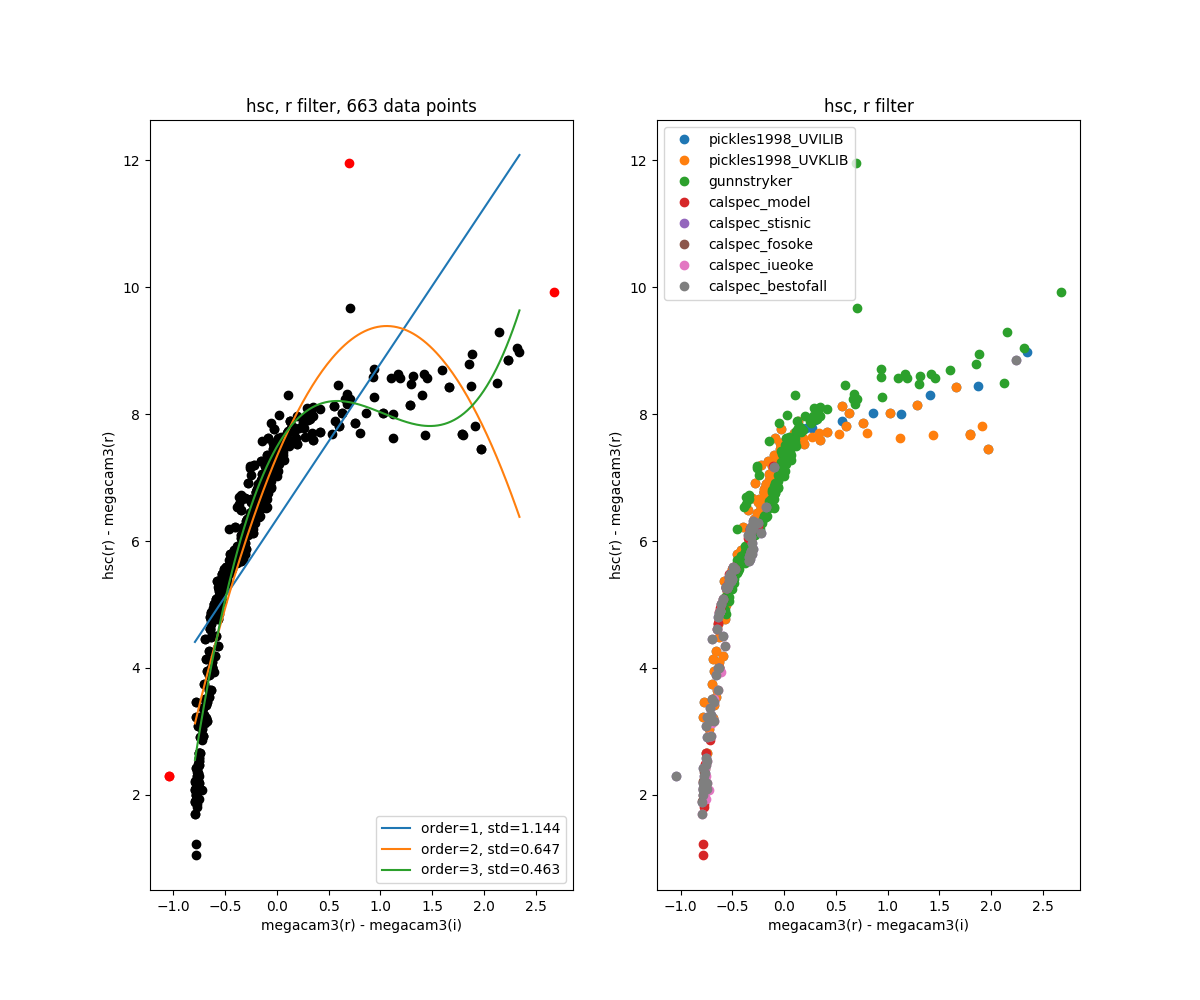 hsc, r filter, 663 data points
12
10
8
6
4
2
hsc(r) - megacam3(r)
order=1, std=1.144
order=2, std=0.647
order=3, std=0.463
−1.0 −0.5 0.0 0.5 1.0 1.5 2.0 2.5
megacam3(r) - megacam3(i)
hsc, r filter
pickles1998_UVILIB
pickles1998_UVKLIB
gunnstryker
calspec_model
calspec_stisnic
calspec_fosoke
calspec_iueoke
calspec_bestofall
12
10
8
6
4
2
hsc(r) - megacam3(r)
−1.0 −0.5 0.0 0.5 1.0 1.5 2.0 2.5
megacam3(r) - megacam3(i)